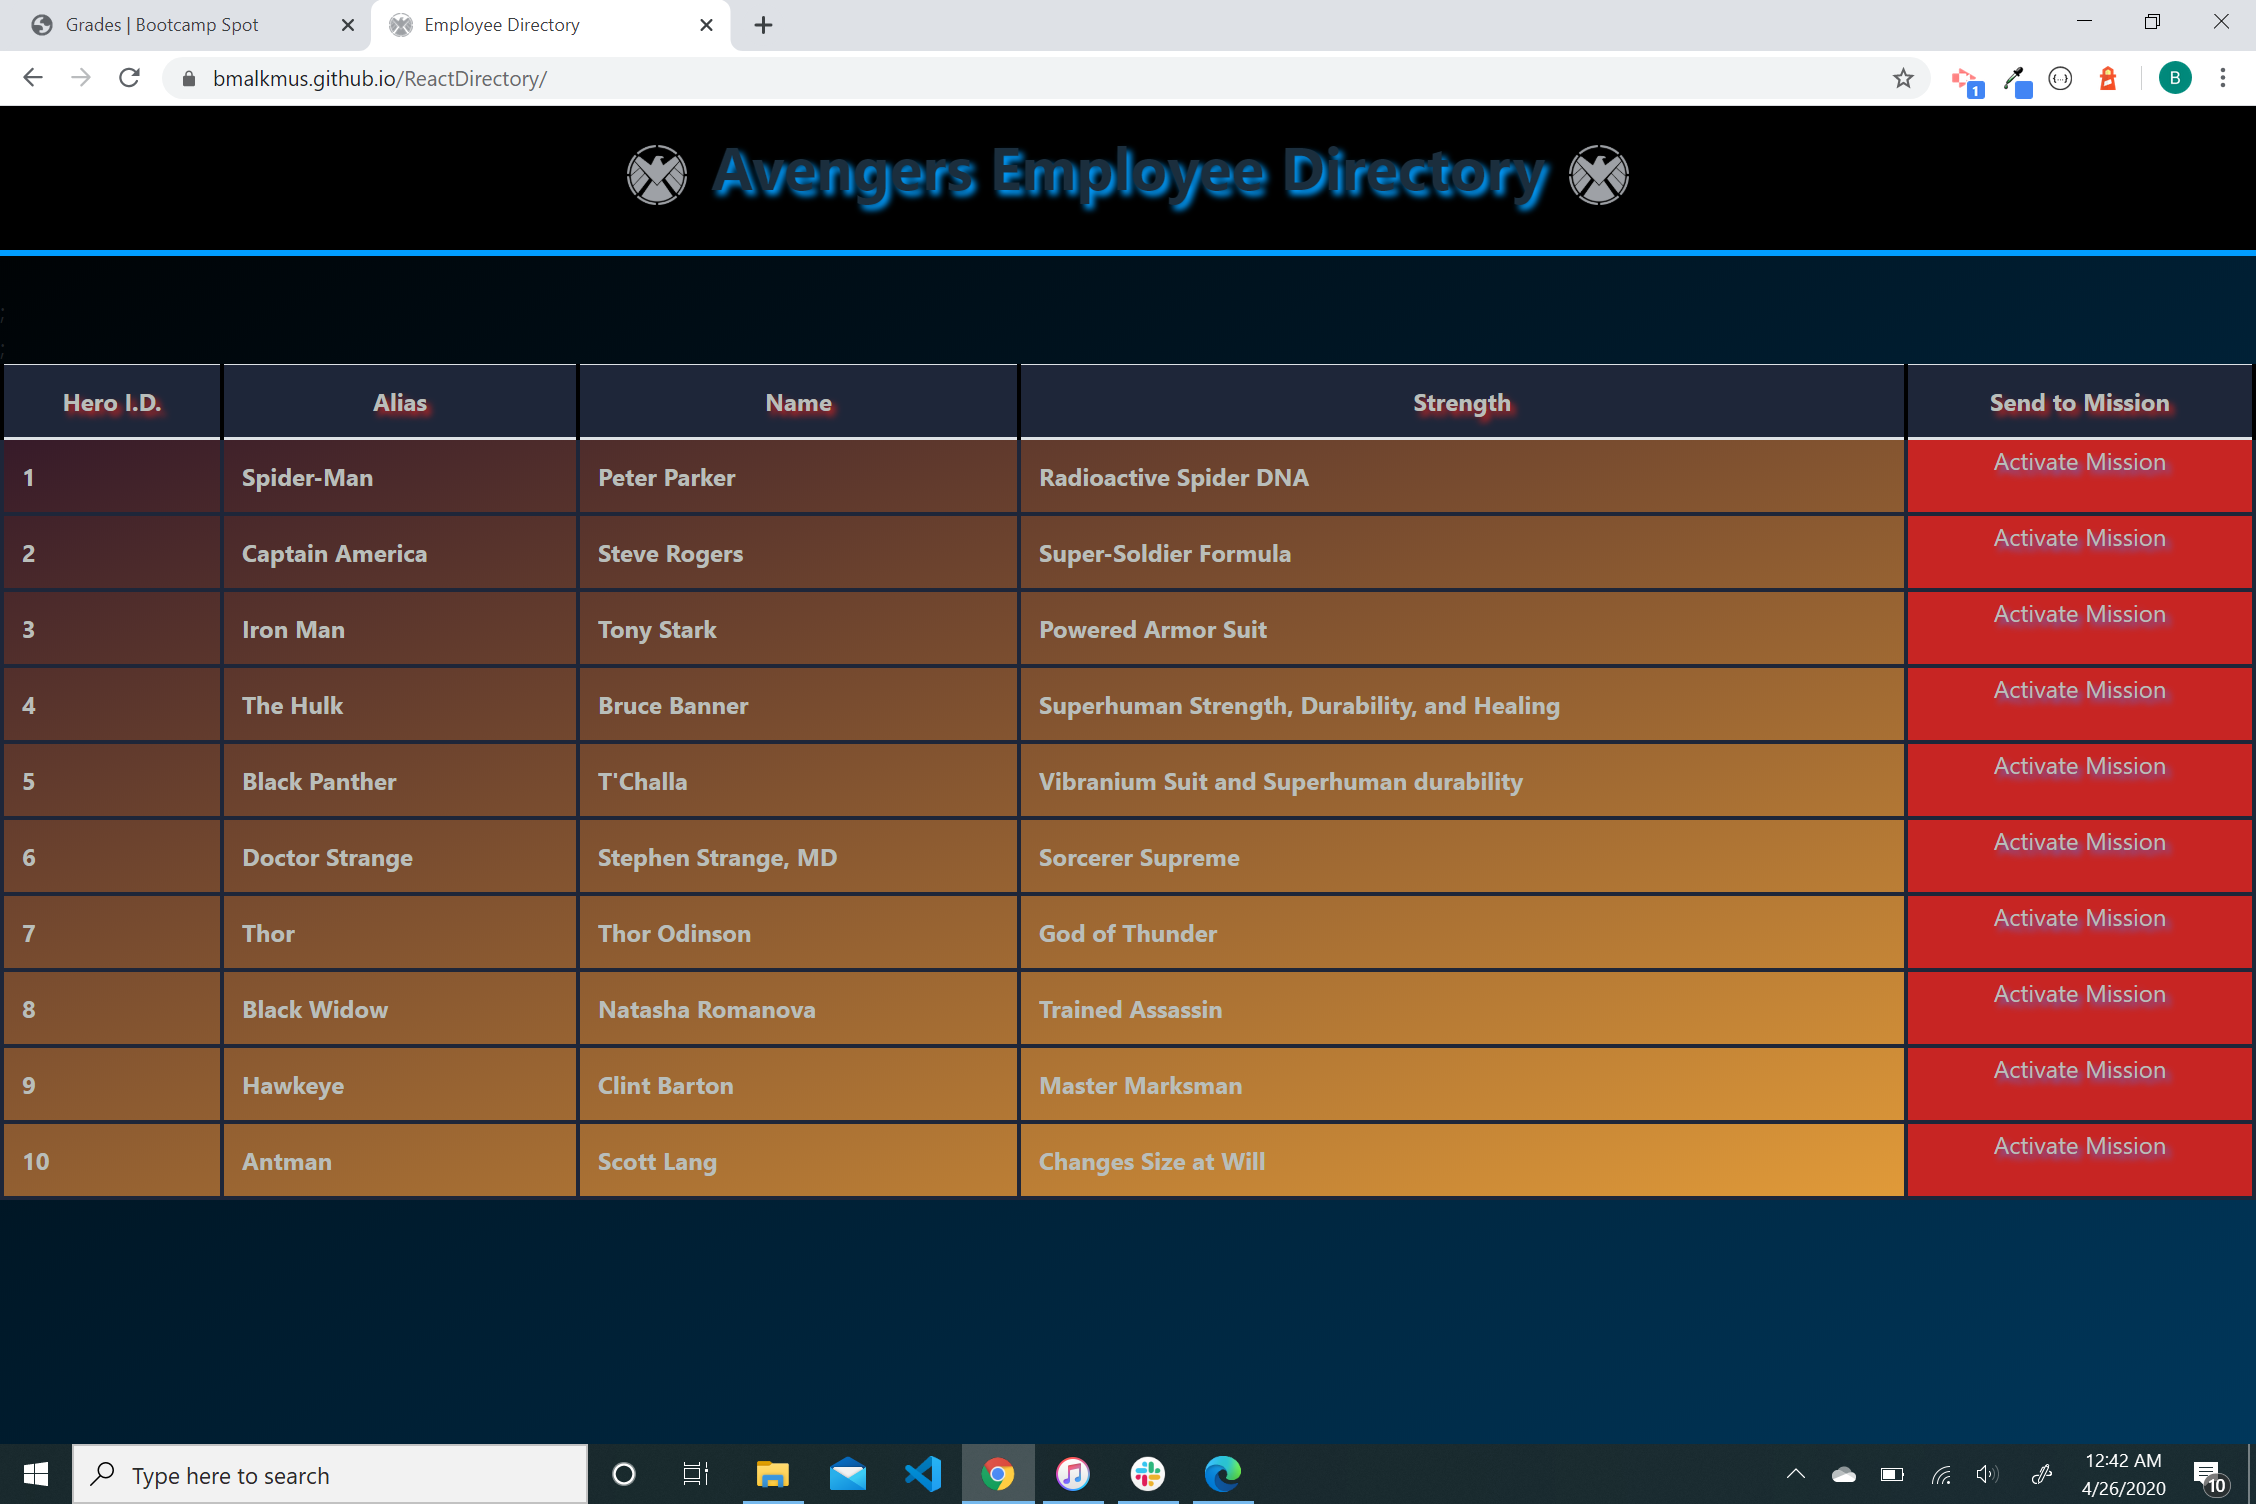 Grades | Bootcamp Spot
Employee Directory
bmalkmus.github.io/ReactDirectory/
1
B
Avengers Employee Directory
;
;
Hero I.D. Alias Name Strength Send to Mission
1 Spider-Man Peter Parker Radioactive Spider DNA Activate Mission
2 Captain America Steve Rogers Super-Soldier Formula Activate Mission
3 Iron Man Tony Stark Powered Armor Suit Activate Mission
4 The Hulk Bruce Banner Superhuman Strength, Durability, and Healing Activate Mission
5 Black Panther T'Challa Vibranium Suit and Superhuman durability Activate Mission
6 Doctor Strange Stephen Strange, MD Sorcerer Supreme Activate Mission
7 Thor Thor Odinson God of Thunder Activate Mission
8 Black Widow Natasha Romanova Trained Assassin Activate Mission
9 Hawkeye Clint Barton Master Marksman Activate Mission
10 Antman Scott Lang Changes Size at Will Activate Mission
Type here to search
12:42 AM
4/26/2020
10